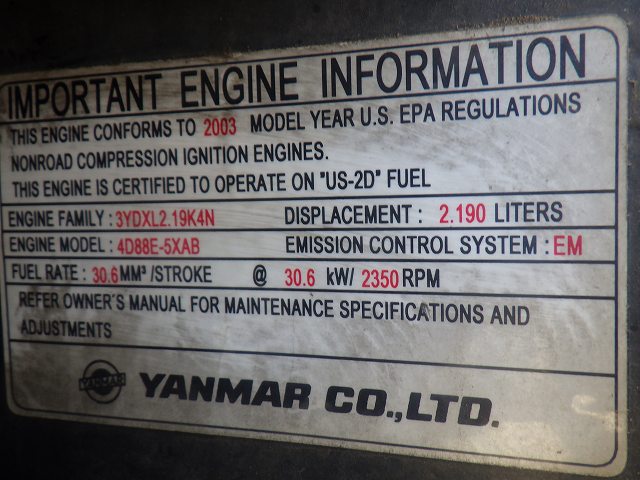 IMPORTANT ENGINE INFORMATION
THIS ENGINE CONFORMS TO 2003 MODEL YEAR U.S. EPA REGULATIONS
NONROAD COMPRESSION IGNITION ENGINES.
THIS ENGINE IS CERTIFIED TO OPERATE ON "US-2D" FUEL
ENGINE FAMILY : 3YDXL2.19K4N DISPLACEMENT : 2.190 LITERS
ENGINE MODEL : 4D88E-5XAB EMISSION CONTROL SYSTEM : EM
FUEL RATE : 30.6 MM³ /STROKE @ 30.6 kW/ 2350 RPM
REFER OWNER'S MANUAL FOR MAINTENANCE SPECIFICATIONS AND
ADJUSTMENTS
YANMAR YANMAR CO.,LTD.